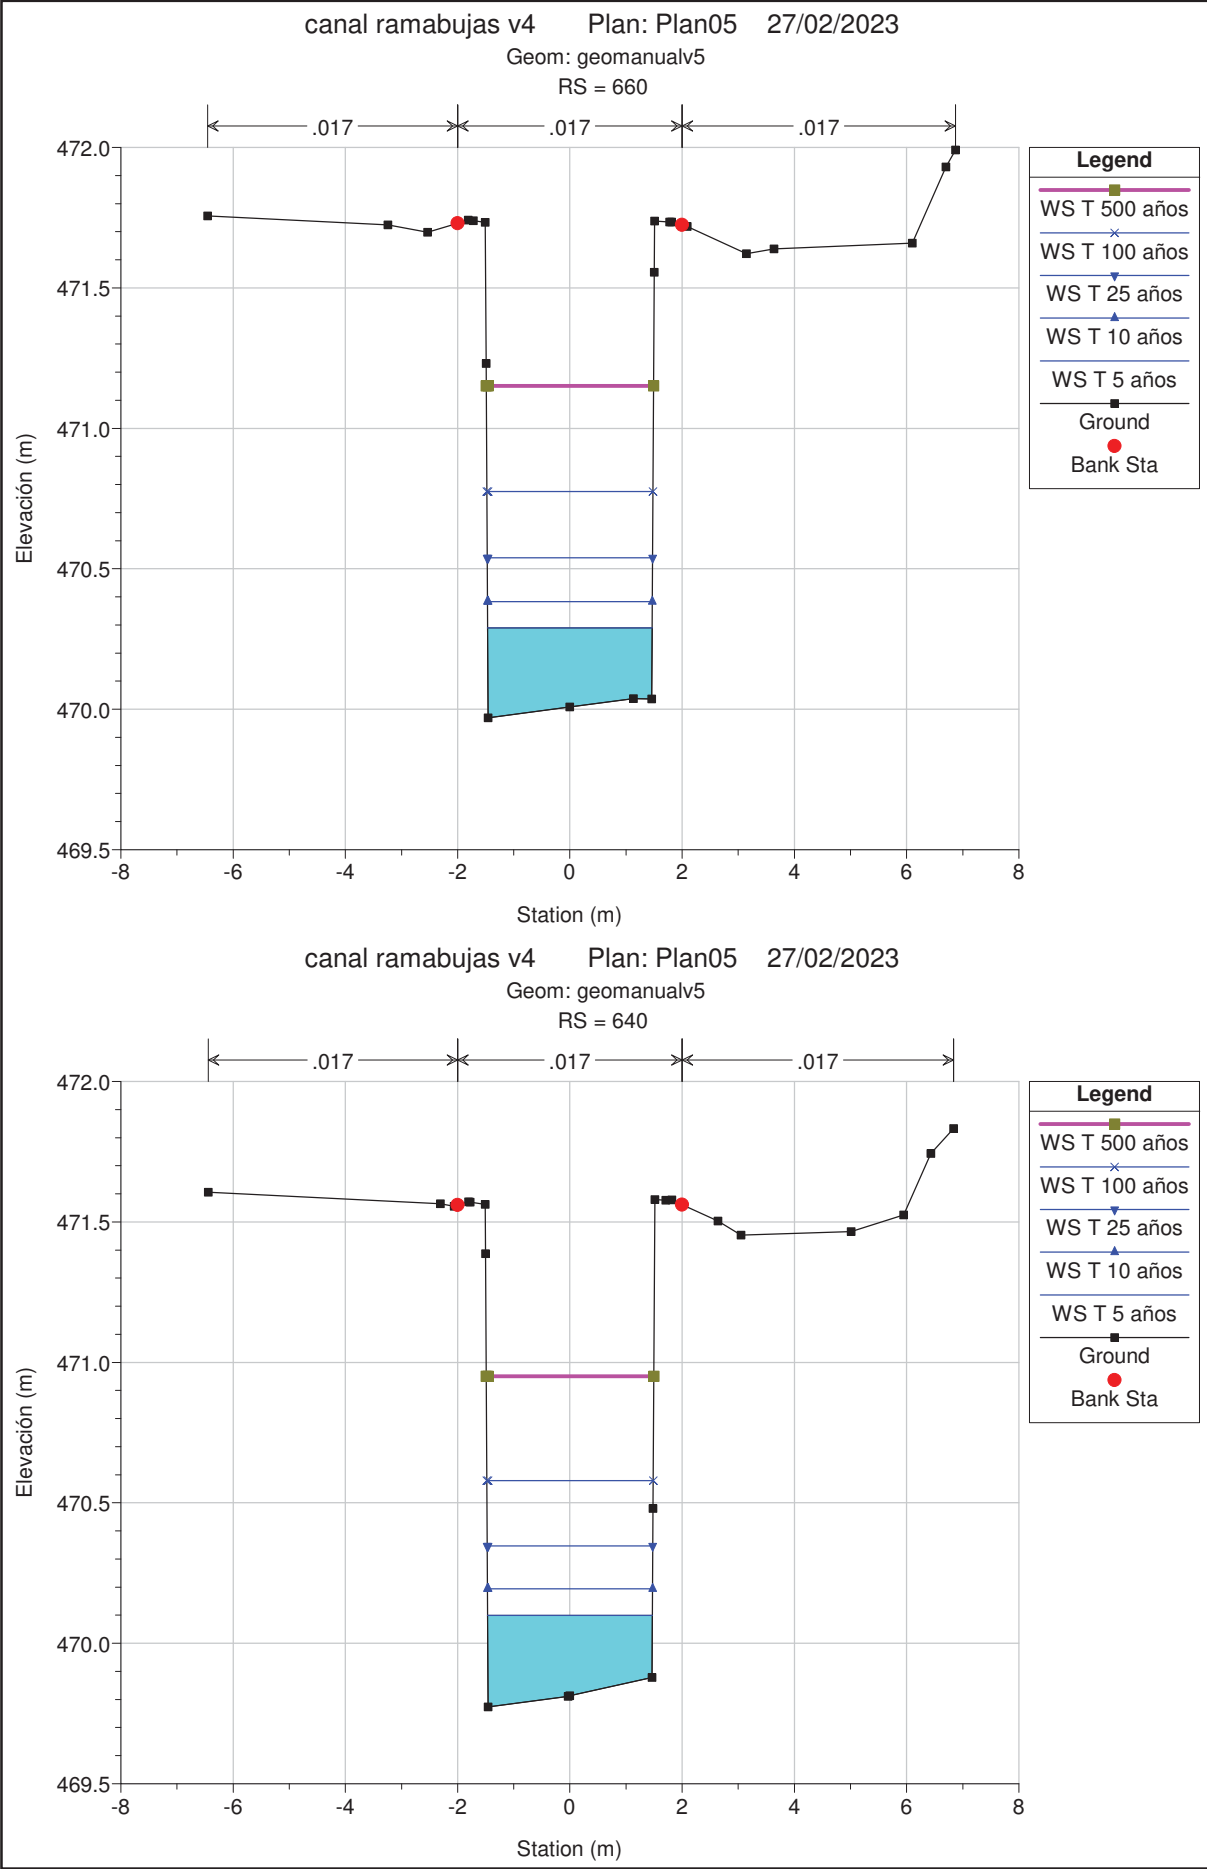 canal ramabujas v4 Plan: Plan05 27/02/2023
Geom: geomanualv5
RS = 660
.017 .017 .017
472.0
471.5
471.0
470.5
470.0
469.5
-8 -6 -4 -2 0 2 4 6 8
Station (m)
Elevación (m)
Legend
WS T 500 años
WS T 100 años
WS T 25 años
WS T 10 años
WS T 5 años
Ground
Bank Sta
canal ramabujas v4 Plan: Plan05 27/02/2023
Geom: geomanualv5
RS = 640
.017 .017 .017
472.0
471.5
471.0
470.5
470.0
469.5
-8 -6 -4 -2 0 2 4 6 8
Station (m)
Elevación (m)
Legend
WS T 500 años
WS T 100 años
WS T 25 años
WS T 10 años
WS T 5 años
Ground
Bank Sta